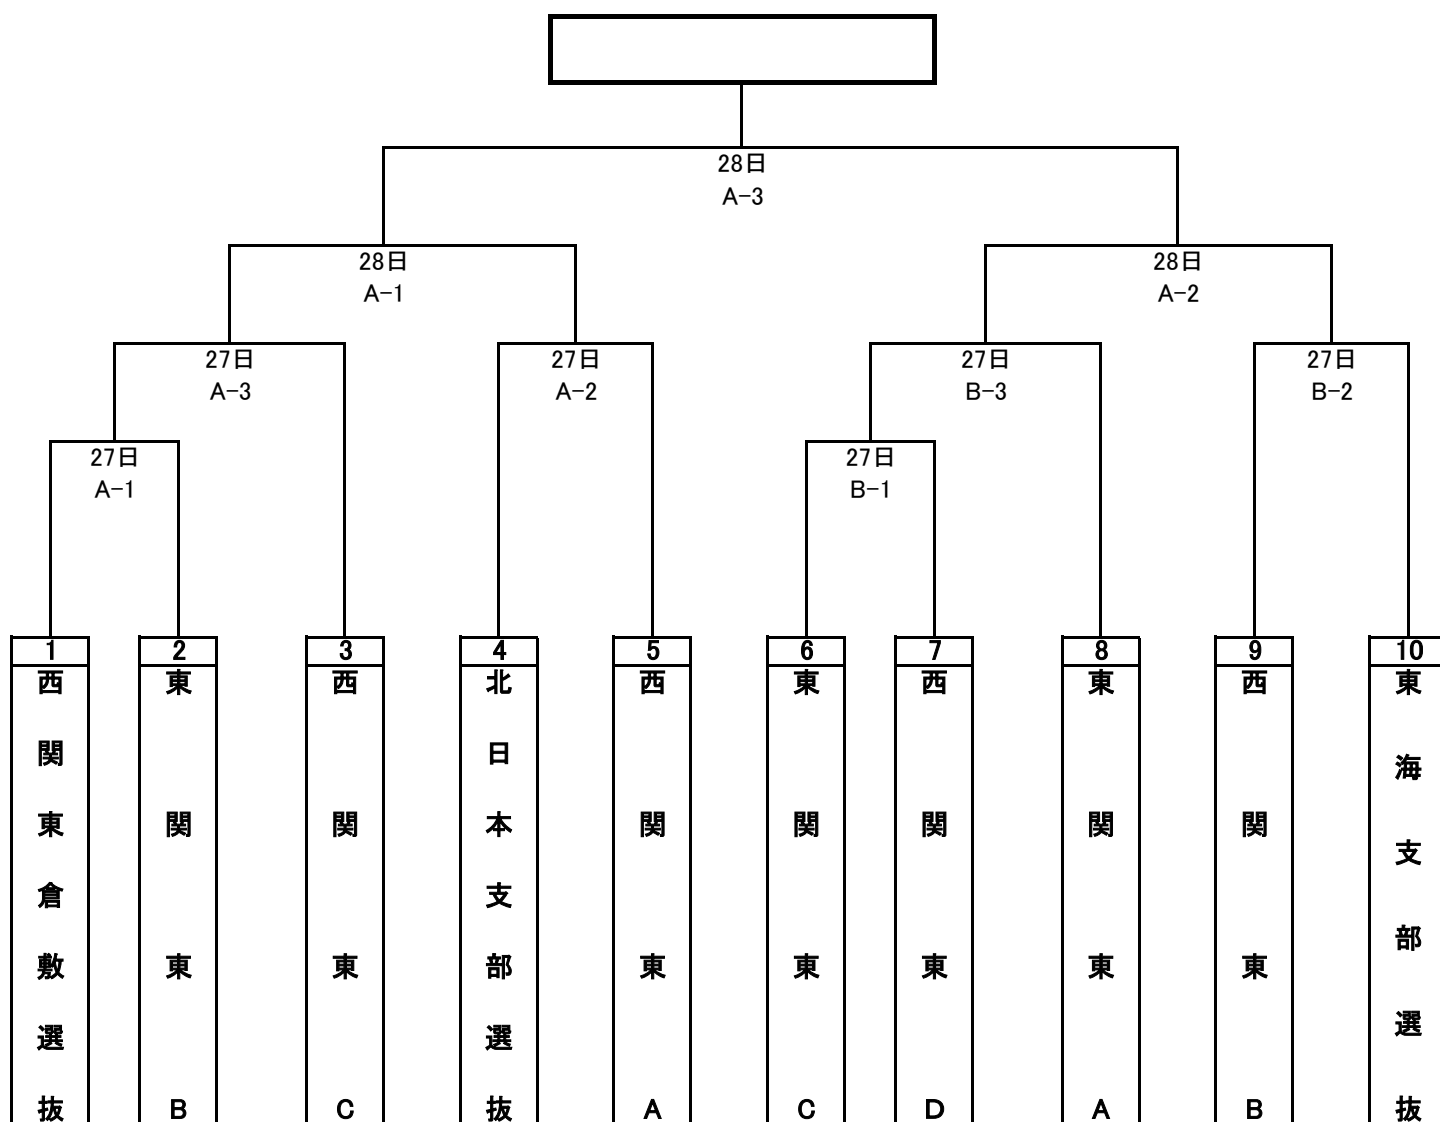 28日
A-3
28日
A-1
28日
A-2
27日
A-3
27日
A-2
27日
B-3
27日
B-2
27日
A-1
27日
B-1
1
西関東倉敷選抜
2
東関東B
3
西関東C
4
北日本支部選抜
5
西関東A
6
東関東C
7
西関東D
8
東関東A
9
西関東B
10
東海支部選抜